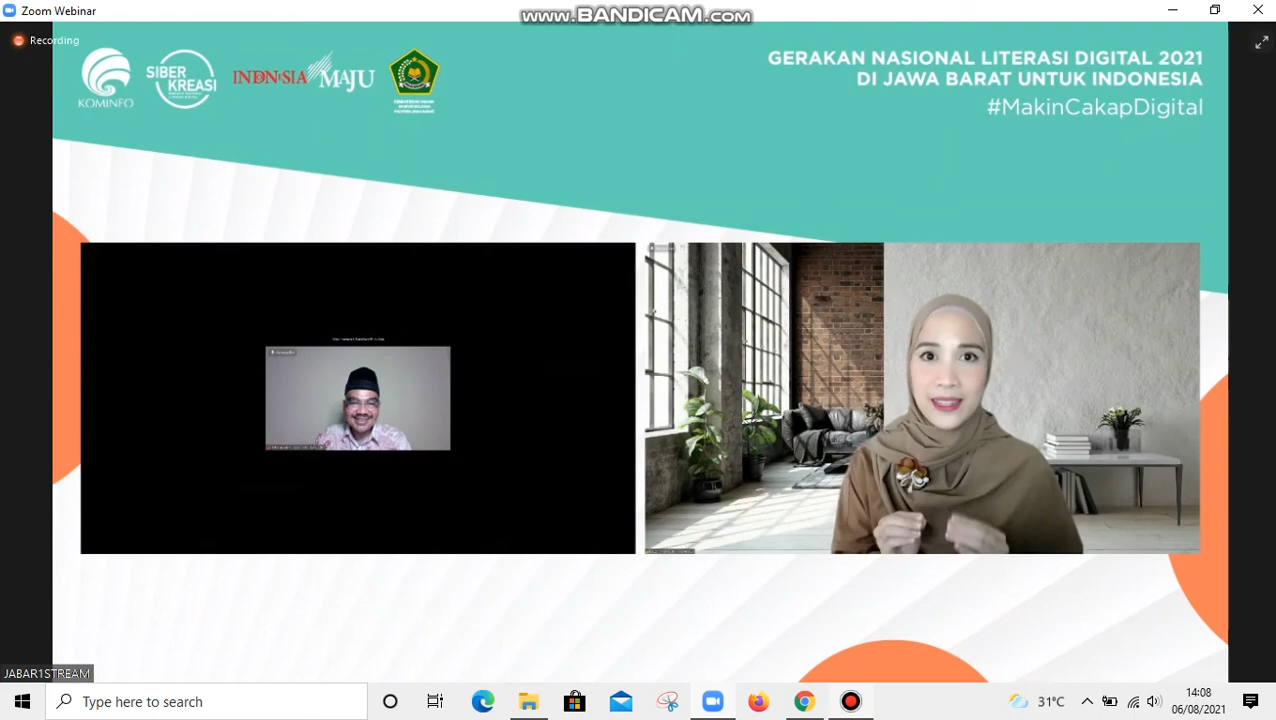 Zoom Webinar
WWW.BANDICAM.COM
Recording
KOMINFO
SIBER
KREASI
INDONESIA
MAJU
GERAKAN NASIONAL LITERASI DIGITAL 2021
DI JAWA BARAT UNTUK INDONESIA
#MakinCakapDigital
JABAR1STREAM
Type here to search
31°C
14:08
06/08/2021